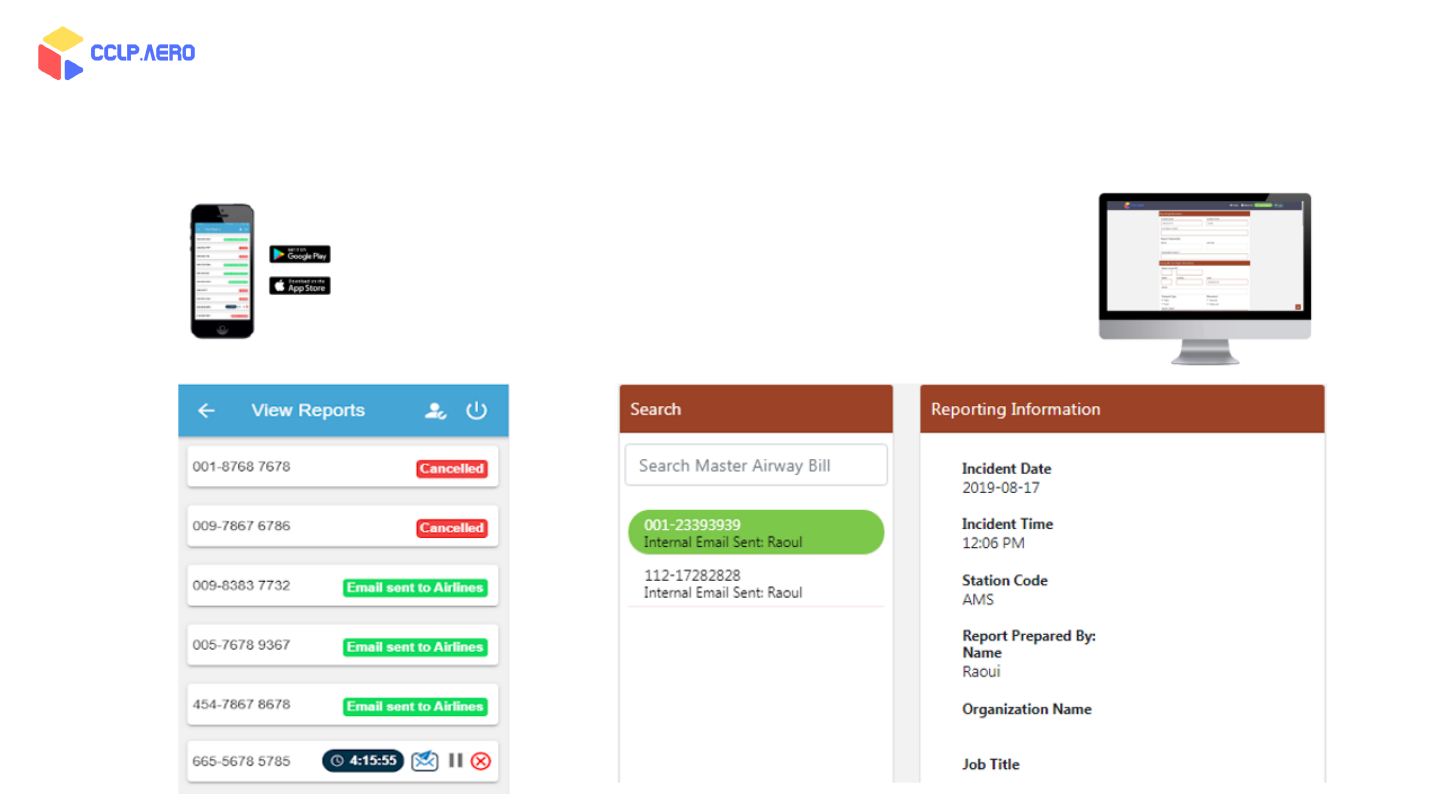 CCLP.AERO
GET IT ON
Google Play
Download on the
App Store
View Reports
001-8768 7678 Cancelled
009-7867 6786 Cancelled
009-8383 7732 Email sent to Airlines
005-7678 9367 Email sent to Airlines
454-7867 8678 Email sent to Airlines
665-5678 5785 4:15:55
Search
Search Master Airway Bill
001-23393939
Internal Email Sent: Raoul
112-17282828
Internal Email Sent: Raoul
Reporting Information
Incident Date
2019-08-17
Incident Time
12:06 PM
Station Code
AMS
Report Prepared By:
Name
Raoui
Organization Name
Job Title